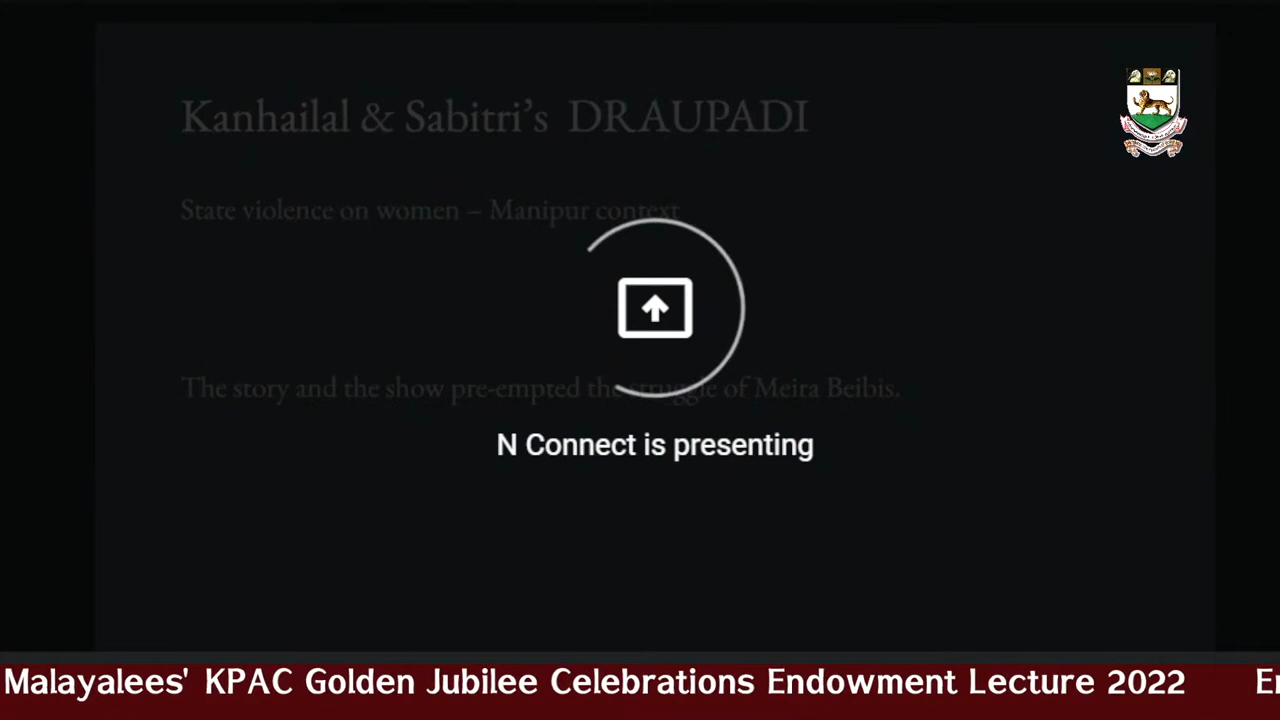 Kanhailal & Sabitri's DRAUPADI
State violence on women – Manipur context
The story and the show pre-empted the struggle of Meira Beibis.
N Connect is presenting
Malayalees' KPAC Golden Jubilee Celebrations Endowment Lecture 2022